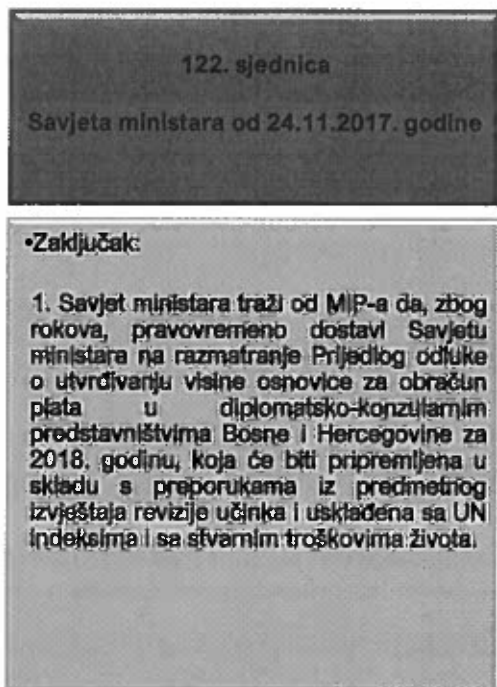 122. sjednica
Savjeta ministara od 24.11.2017. godine
•Zaključak:
1. Savjet ministara traži od MIP-a da, zbog
rokova, pravovremeno dostavi Savjetu
ministara na razmatranje Prijedlog odluke
o utvrđivanju visine osnovice za obračun
plata u diplomatsko-konzularnim
predstavništvima Bosne i Hercegovine za
2018. godinu, koja će biti pripremljena u
skladu s preporukama iz predmetnog
izvještaja revizije učinka i usklađena sa UN
indeksima i sa stvarnim troškovima života.